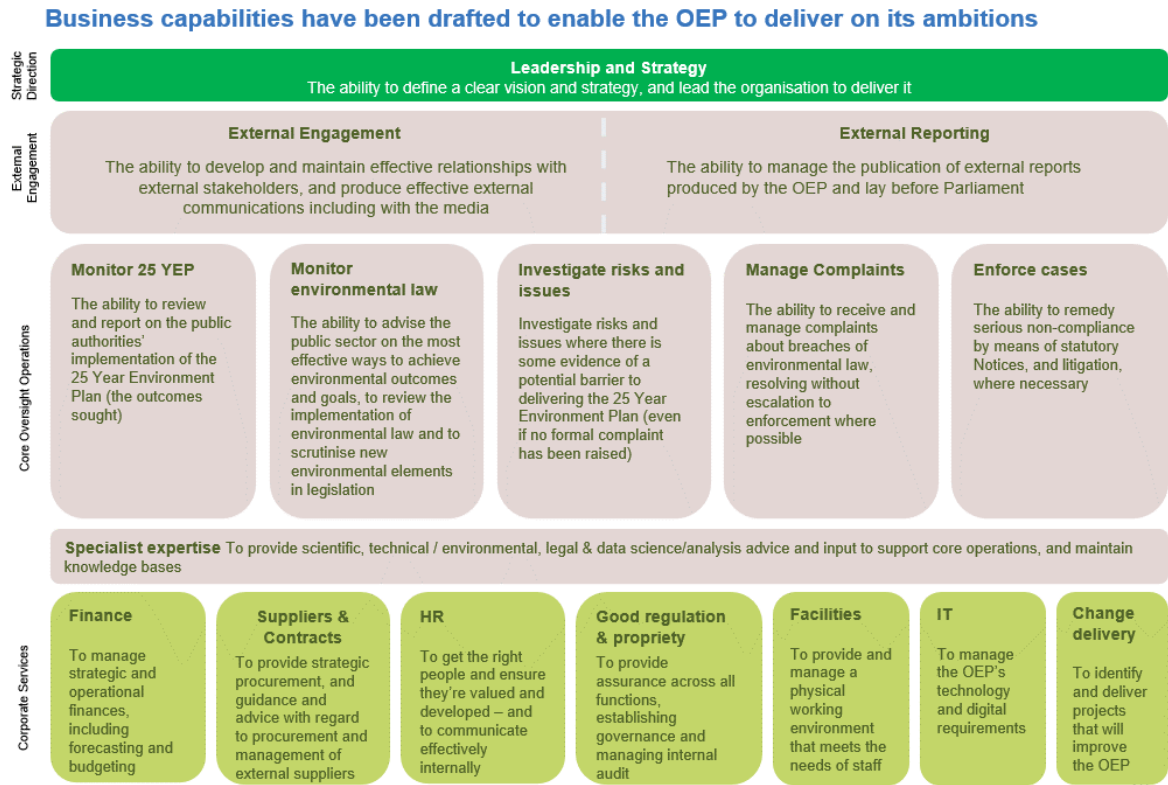 Business capabilities have been drafted to enable the OEP to deliver on its ambitions
Strategic
Direction
Leadership and Strategy
The ability to define a clear vision and strategy, and lead the organisation to deliver it
External
Engagement
External Engagement
The ability to develop and maintain effective relationships with
external stakeholders, and produce effective external
communications including with the media
External Reporting
The ability to manage the publication of external reports
produced by the OEP and lay before Parliament
Core Oversight Operations
Monitor 25 YEP
The ability to review
and report on the public
authorities'
implementation of the
25 Year Environment
Plan (the outcomes
sought)
Monitor
environmental law
The ability to advise the
public sector on the most
effective ways to achieve
environmental outcomes
and goals, to review the
implementation of
environmental law and to
scrutinise new
environmental elements
in legislation
Investigate risks and
issues
Investigate risks and
issues where there is
some evidence of a
potential barrier to
delivering the 25 Year
Environment Plan (even
if no formal complaint
has been raised)
Manage Complaints
The ability to receive and
manage complaints
about breaches of
environmental law,
resolving without
escalation to
enforcement where
possible
Enforce cases
The ability to remedy
serious non-compliance
by means of statutory
Notices, and litigation,
where necessary
Specialist expertise To provide scientific, technical / environmental, legal & data science/analysis advice and input to support core operations, and maintain
knowledge bases
Corporate Services
Finance
To manage
strategic and
operational
finances,
including
forecasting and
budgeting
Suppliers &
Contracts
To provide strategic
procurement, and
guidance and
advice with regard
to procurement and
management of
external suppliers
HR
To get the right
people and ensure
they're valued and
developed – and
to communicate
effectively
internally
Good regulation
& propriety
To provide
assurance across all
functions,
establishing
governance and
managing internal
audit
Facilities
To provide and
manage a
physical
working
environment
that meets the
needs of staff
IT
To manage
the OEP's
technology
and digital
requirements
Change
delivery
To identify
and deliver
projects
that will
improve
the OEP